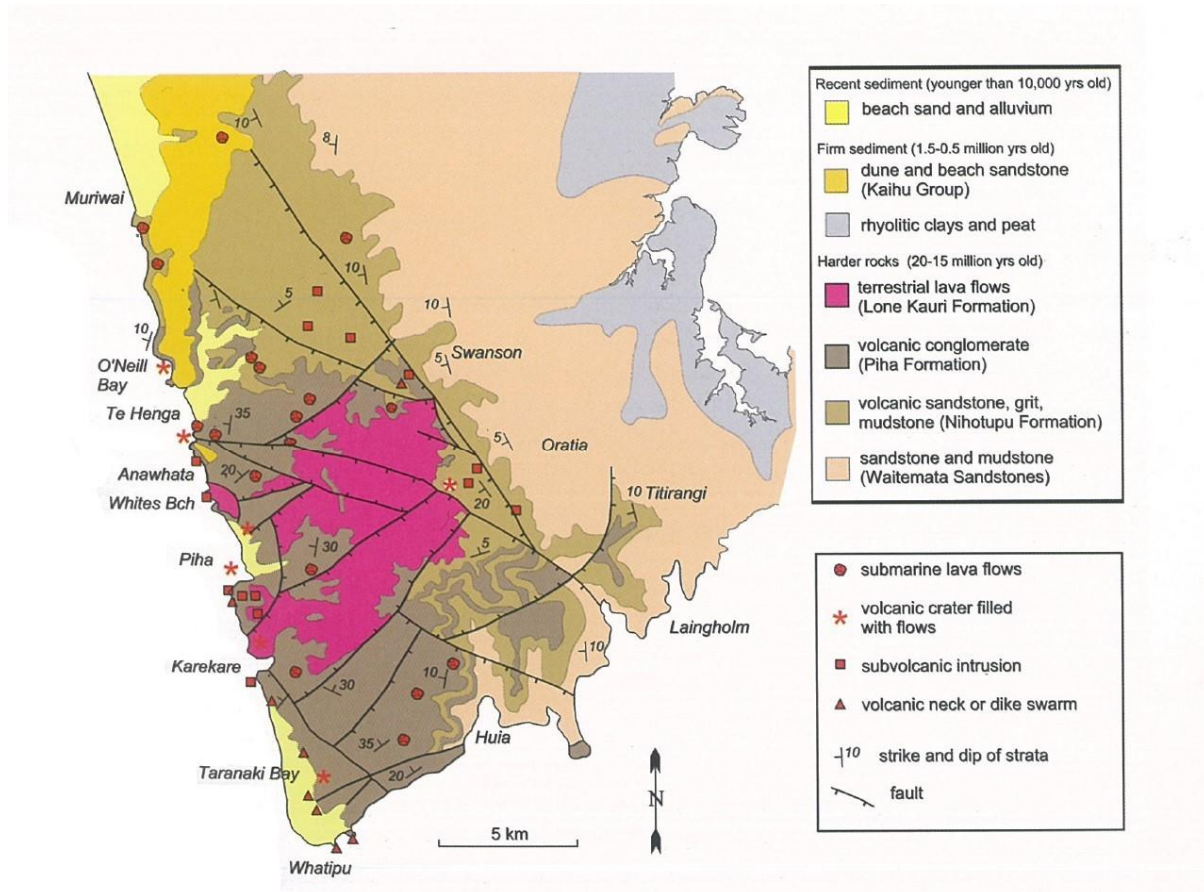 10
8
Muriwai
10
5
10
10
O'Neill
Bay
Swanson
5
Te Henga
35
5
Oratia
Anawhata
20
Whites Bch
20
10
Titirangi
30
5
Piha
Laingholm
10
Karekare
30
10
Huia
35
Taranaki Bay
20
N
5 km
Whatipu
Recent sediment (younger than 10,000 yrs old)
beach sand and alluvium
Firm sediment (1.5-0.5 million yrs old)
dune and beach sandstone
(Kaihu Group)
rhyolitic clays and peat
Harder rocks (20-15 million yrs old)
terrestrial lava flows
(Lone Kauri Formation)
volcanic conglomerate
(Piha Formation)
volcanic sandstone, grit,
mudstone (Nihotupu Formation)
sandstone and mudstone
(Waitemata Sandstones)
submarine lava flows
volcanic crater filled
with flows
subvolcanic intrusion
volcanic neck or dike swarm
10
strike and dip of strata
fault